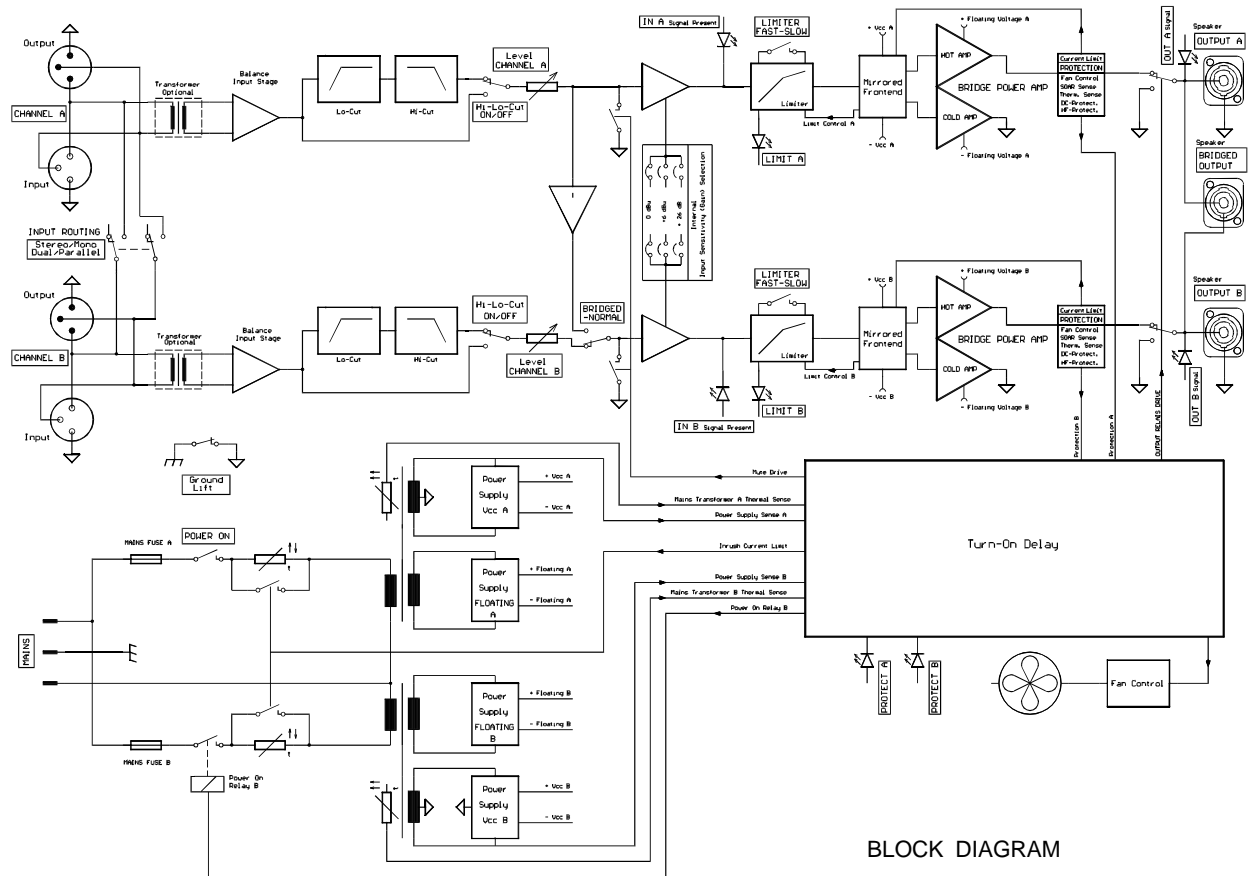 Output
CHANNEL A
Input
Transformer
Optional
Balance
Input Stage
Lo-Cut
Hi-Cut
Hi-Lo-Cut
ON/OFF
Level
CHANNEL A
IN A Signal Present
LIMITER
FAST-SLOW
Limiter
Limit Control A
LIMIT A
+ Vcc A
Mirrored
Frontend
- Vcc A
+ Floating Voltage A
HOT AMP
BRIDGE POWER AMP
COLD AMP
- Floating Voltage A
Current Limit
PROTECTION
Fan Control
SOAR Sense
Therm. Sense
DC-Protect.
HF-Protect.
OUT A Signal
Speaker
OUTPUT A
Speaker
BRIDGED
OUTPUT
INPUT ROUTING
Stereo/Mono
Dual/Parallel
0 dBu
+6 dBu
+ 26 dB
Internal
Input Sensitivity (Gain) Selection
Output
CHANNEL B
Input
Transformer
Optional
Balance
Input Stage
Lo-Cut
Hi-Cut
Hi-Lo-Cut
ON/OFF
Level
CHANNEL B
BRIDGED
-NORMAL
IN B Signal Present
LIMITER
FAST-SLOW
Limiter
Limit Control B
LIMIT B
+ Vcc B
Mirrored
Frontend
- Vcc B
+ Floating Voltage B
HOT AMP
BRIDGE POWER AMP
COLD AMP
- Floating Voltage B
Current Limit
PROTECTION
Fan Control
SOAR Sense
Therm. Sense
DC-Protect.
HF-Protect.
Speaker
OUTPUT B
OUT B Signal
Protection B
Protection A
OUTPUT RELAIS DRIVE
Ground
Lift
t
Power
Supply
Vcc A
+ Vcc A
- Vcc A
Mute Drive
Mains Transformer A Thermal Sense
Power Supply Sense A
Inrush Current Limit
Power Supply Sense B
Mains Transformer B Thermal Sense
Power On Relay B
Turn-On Delay
MAINS FUSE A
POWER ON
t
Power
Supply
FLOATING
A
+ Floating A
- Floating A
MAINS
PROTECT A
PROTECT B
Fan Control
Power
Supply
FLOATING
B
+ Floating B
- Floating B
MAINS FUSE B
t
Power On
Relay B
t
Power
Supply
Vcc B
+ Vcc B
- Vcc B
BLOCK DIAGRAM